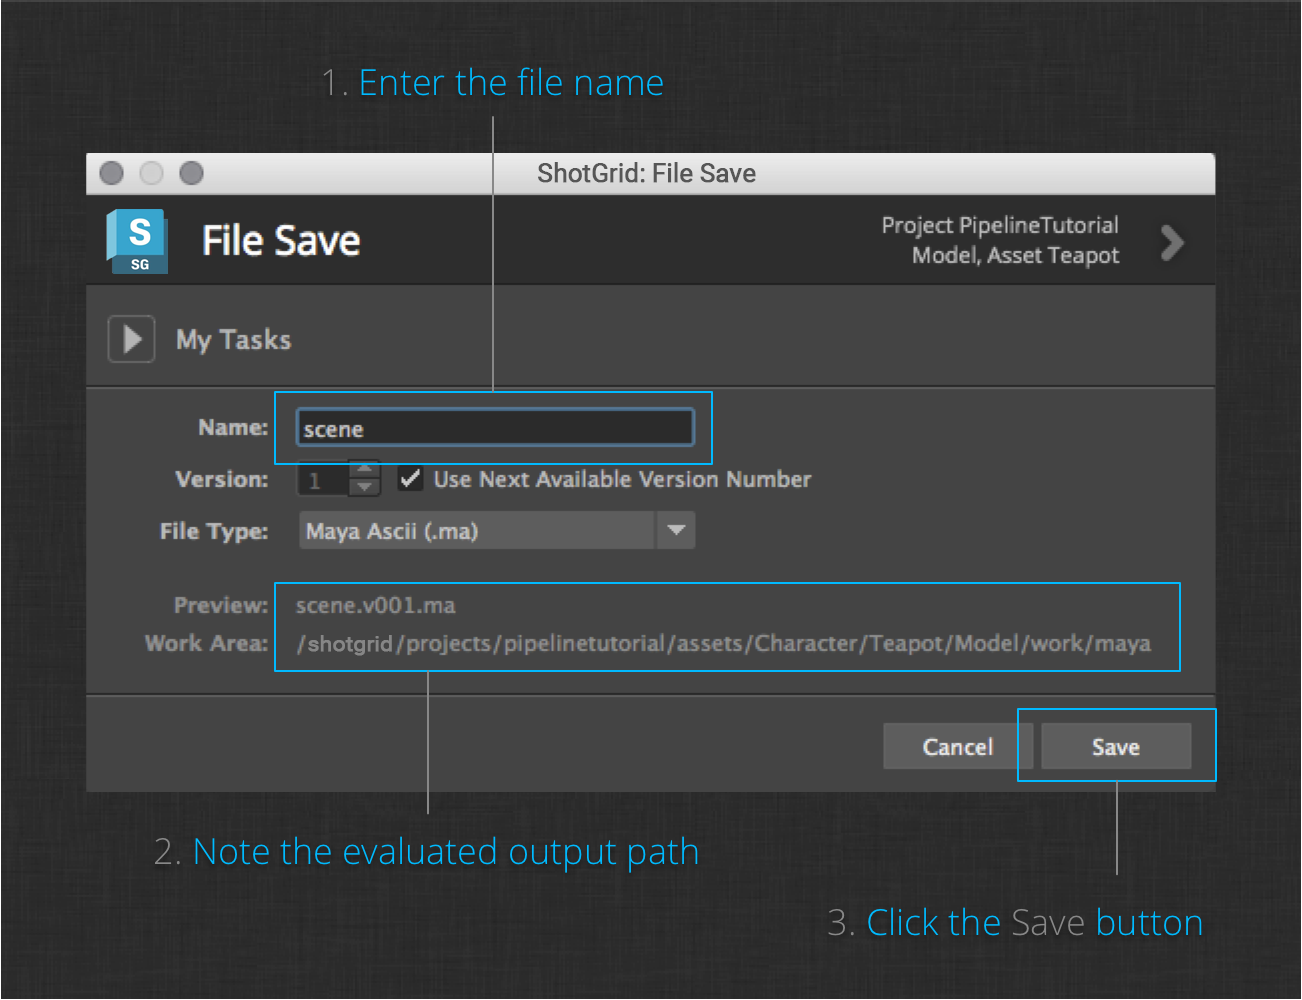 1. Enter the file name
ShotGrid: File Save
S
SG
File Save
Project PipelineTutorial
Model, Asset Teapot
My Tasks
Name: scene
Version: 1 Use Next Available Version Number
File Type: Maya Ascii (.ma)
Preview: scene.v001.ma
Work Area: /shotgrid/projects/pipelinetutorial/assets/Character/Teapot/Model/work/maya
Cancel Save
2. Note the evaluated output path
3. Click the Save button